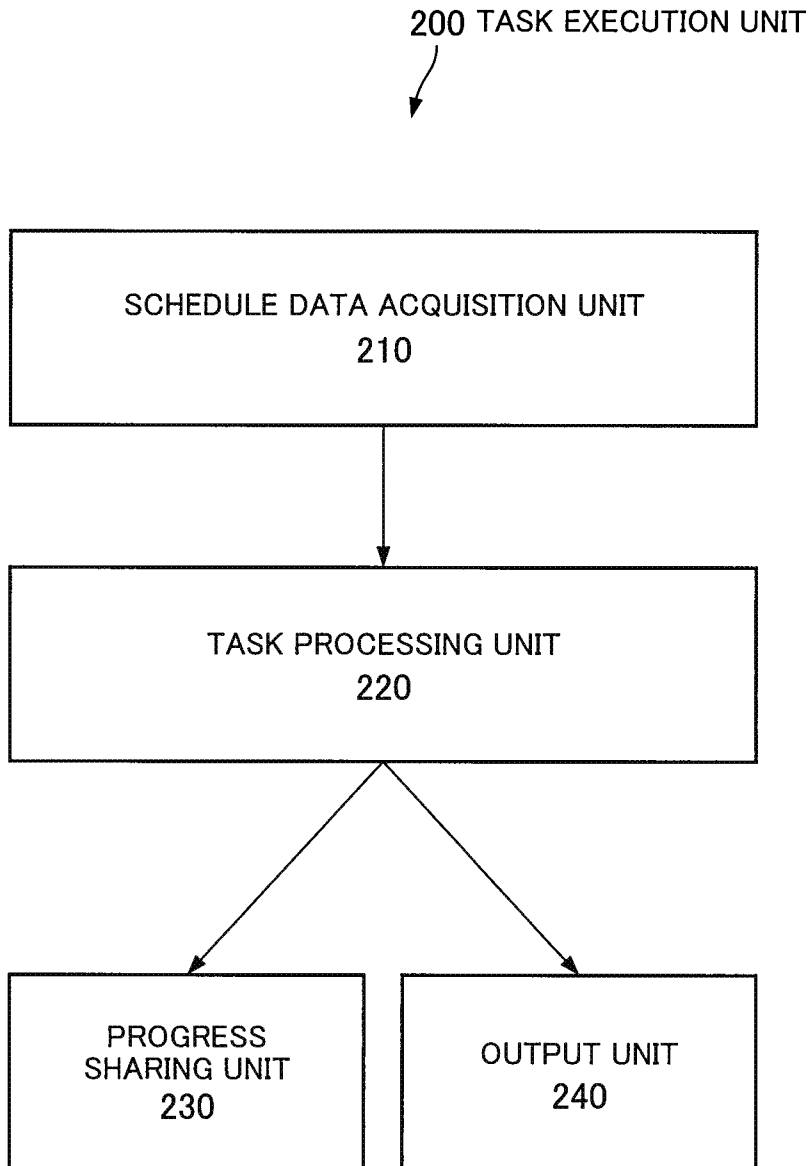 200 TASK EXECUTION UNIT
SCHEDULE DATA ACQUISITION UNIT
210
TASK PROCESSING UNIT
220
PROGRESS
SHARING UNIT
230
OUTPUT UNIT
240